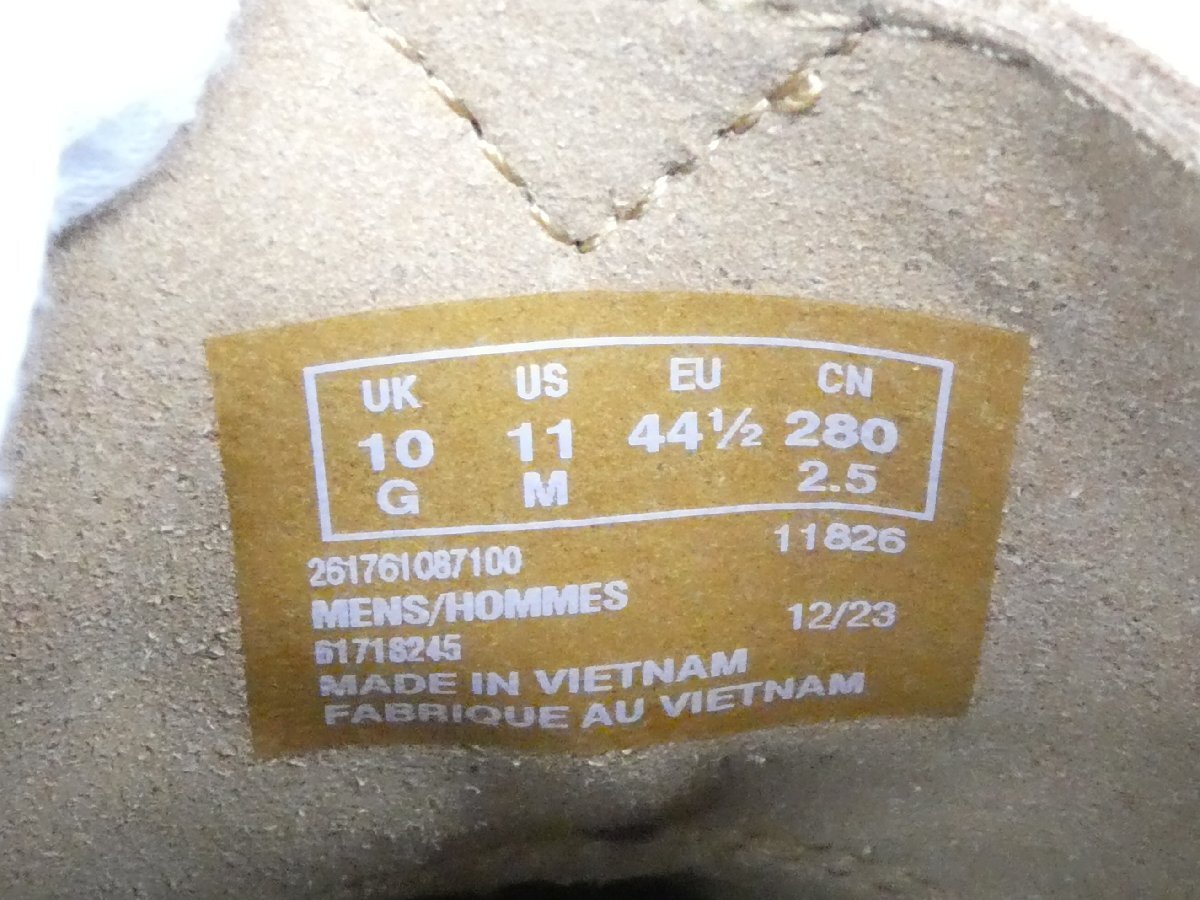 UK US EU CN
10 11 44½ 280
G M 2.5
11826
261761087100
MENS/HOMMES 12/23
61718245
MADE IN VIETNAM
FABRIQUE AU VIETNAM